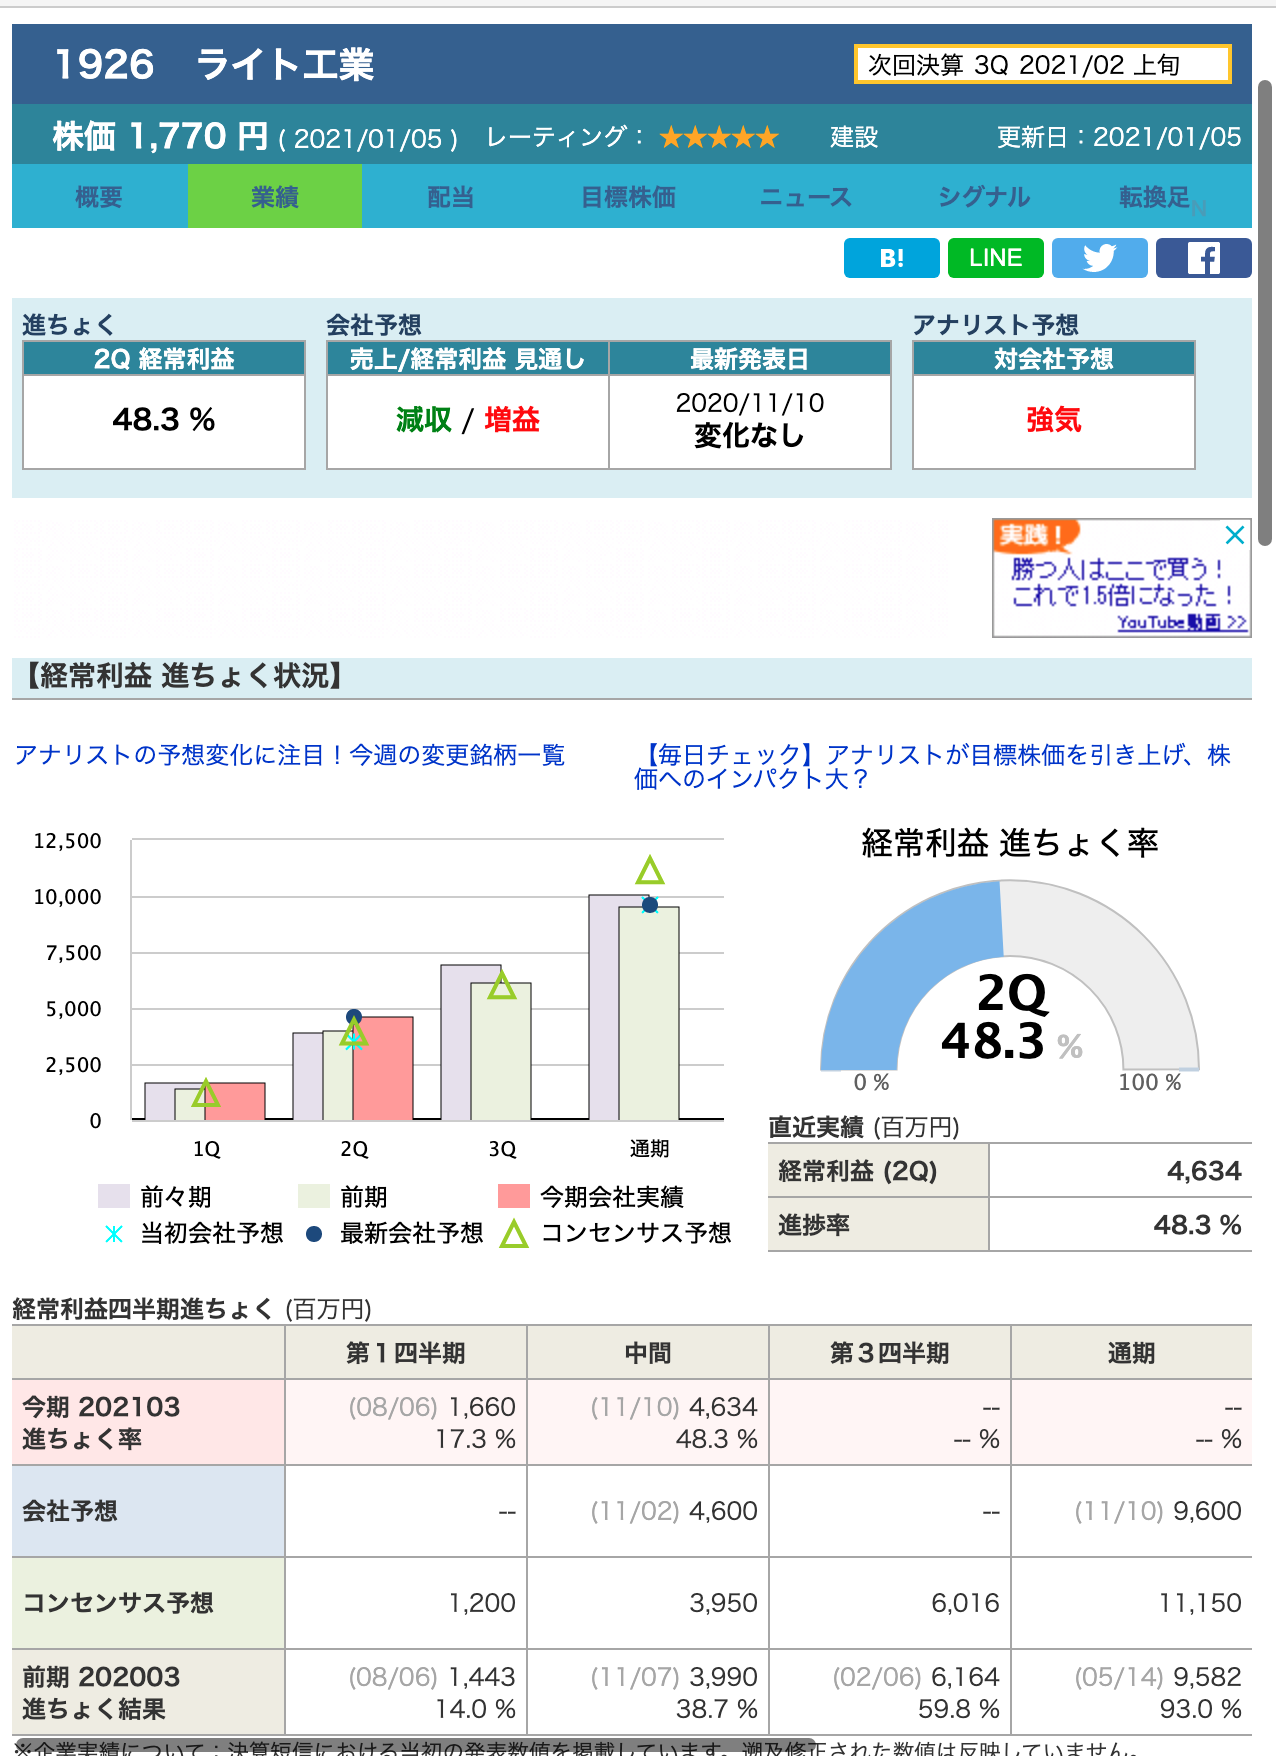 1926 ライト工業
次回決算 3Q 2021/02 上旬
株価 1,770 円 ( 2021/01/05 ) レーティング： ★★★★★ 建設 更新日：2021/01/05
概要 業績 配当 目標株価 ニュース シグナル 転換足N
B! LINE
進ちょく 会社予想 アナリスト予想
2Q 経常利益 売上/経常利益 見通し 最新発表日 対会社予想
48.3 % 減収 / 増益 2020/11/10 強気
変化なし
実践！
勝つ人はここで買う！
これで1.5倍になった！
YouTube動画 >>
【経常利益 進ちょく状況】
アナリストの予想変化に注目！今週の変更銘柄一覧
【毎日チェック】アナリストが目標株価を引き上げ、株
価へのインパクト大？
12,500
10,000
7,500
5,000
2,500
0
1Q 2Q 3Q 通期
前々期 前期 今期会社実績
当初会社予想 最新会社予想 コンセンサス予想
経常利益 進ちょく率
2Q
48.3 %
0 % 100 %
直近実績 (百万円)
経常利益 (2Q) 4,634
進捗率 48.3 %
経常利益四半期進ちょく (百万円)
第１四半期 中間 第３四半期 通期
今期 202103 (08/06) 1,660 (11/10) 4,634 -- --
進ちょく率 17.3 % 48.3 % -- % -- %
会社予想 -- (11/02) 4,600 -- (11/10) 9,600
コンセンサス予想 1,200 3,950 6,016 11,150
前期 202003 (08/06) 1,443 (11/07) 3,990 (02/06) 6,164 (05/14) 9,582
進ちょく結果 14.0 % 38.7 % 59.8 % 93.0 %
※企業実績について：決算短信における当初の発表数値を掲載しています。遡及修正された数値は反映していません。